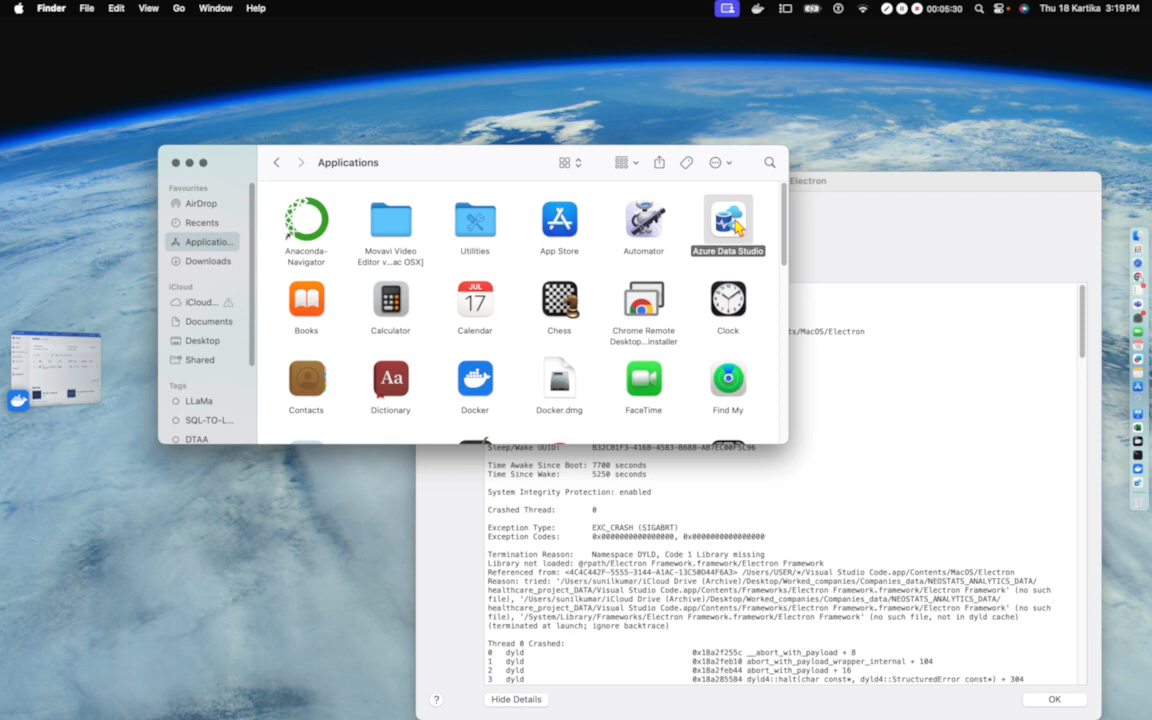 Finder File Edit View Go Window Help
00:05:30
Thu 18 Kartika 3:19 PM
Applications
Favourites
AirDrop
Recents
Applicatio...
Downloads
iCloud
iCloud...
Documents
Desktop
Shared
Tags
LLaMa
SQL-TO-L...
DTAA
Anaconda-
Navigator
Movavi Video
Editor v...ac OSX]
Utilities
App Store
Automator
Azure Data Studio
Books
Calculator
JUL
17
Calendar
Chess
Chrome Remote
Desktop...installer
Clock
Contacts
Aa
Dictionary
Docker
Docker.dmg
FaceTime
Find My
Electron
ts/MacOS/Electron
Sleep/Wake UUID: B32CB1F3-4168-4583-B688-AB7EC00F5C96
Time Awake Since Boot: 7700 seconds
Time Since Wake: 5250 seconds
System Integrity Protection: enabled
Crashed Thread: 0
Exception Type: EXC_CRASH (SIGABRT)
Exception Codes: 0x0000000000000000, 0x0000000000000000
Termination Reason: Namespace DYLD, Code 1 Library missing
Library not loaded: @rpath/Electron Framework.framework/Electron Framework
Referenced from: <4C4C442F-5555-3144-A1AC-13C50D44F6A3> /Users/USER/*/Visual Studio Code.app/Contents/MacOS/Electron
Reason: tried: '/Users/sunilkumar/iCloud Drive (Archive)/Desktop/Worked_companies/Companies_data/NEOSTATS_ANALYTICS_DATA/
healthcare_project_DATA/Visual Studio Code.app/Contents/Frameworks/Electron Framework.framework/Electron Framework' (no such
file), '/Users/sunilkumar/iCloud Drive (Archive)/Desktop/Worked_companies/Companies_data/NEOSTATS_ANALYTICS_DATA/
healthcare_project_DATA/Visual Studio Code.app/Contents/Frameworks/Electron Framework.framework/Electron Framework' (no such
file), '/System/Library/Frameworks/Electron Framework.framework/Electron Framework' (no such file, not in dyld cache)
(terminated at launch; ignore backtrace)
Thread 0 Crashed:
0 dyld 0x18a2f255c __abort_with_payload + 8
1 dyld 0x18a2feb10 abort_with_payload_wrapper_internal + 104
2 dyld 0x18a2feb44 abort_with_payload + 16
3 dyld 0x18a285584 dyld4::halt(char const*, dyld4::StructuredError const*) + 304
?
Hide Details
OK